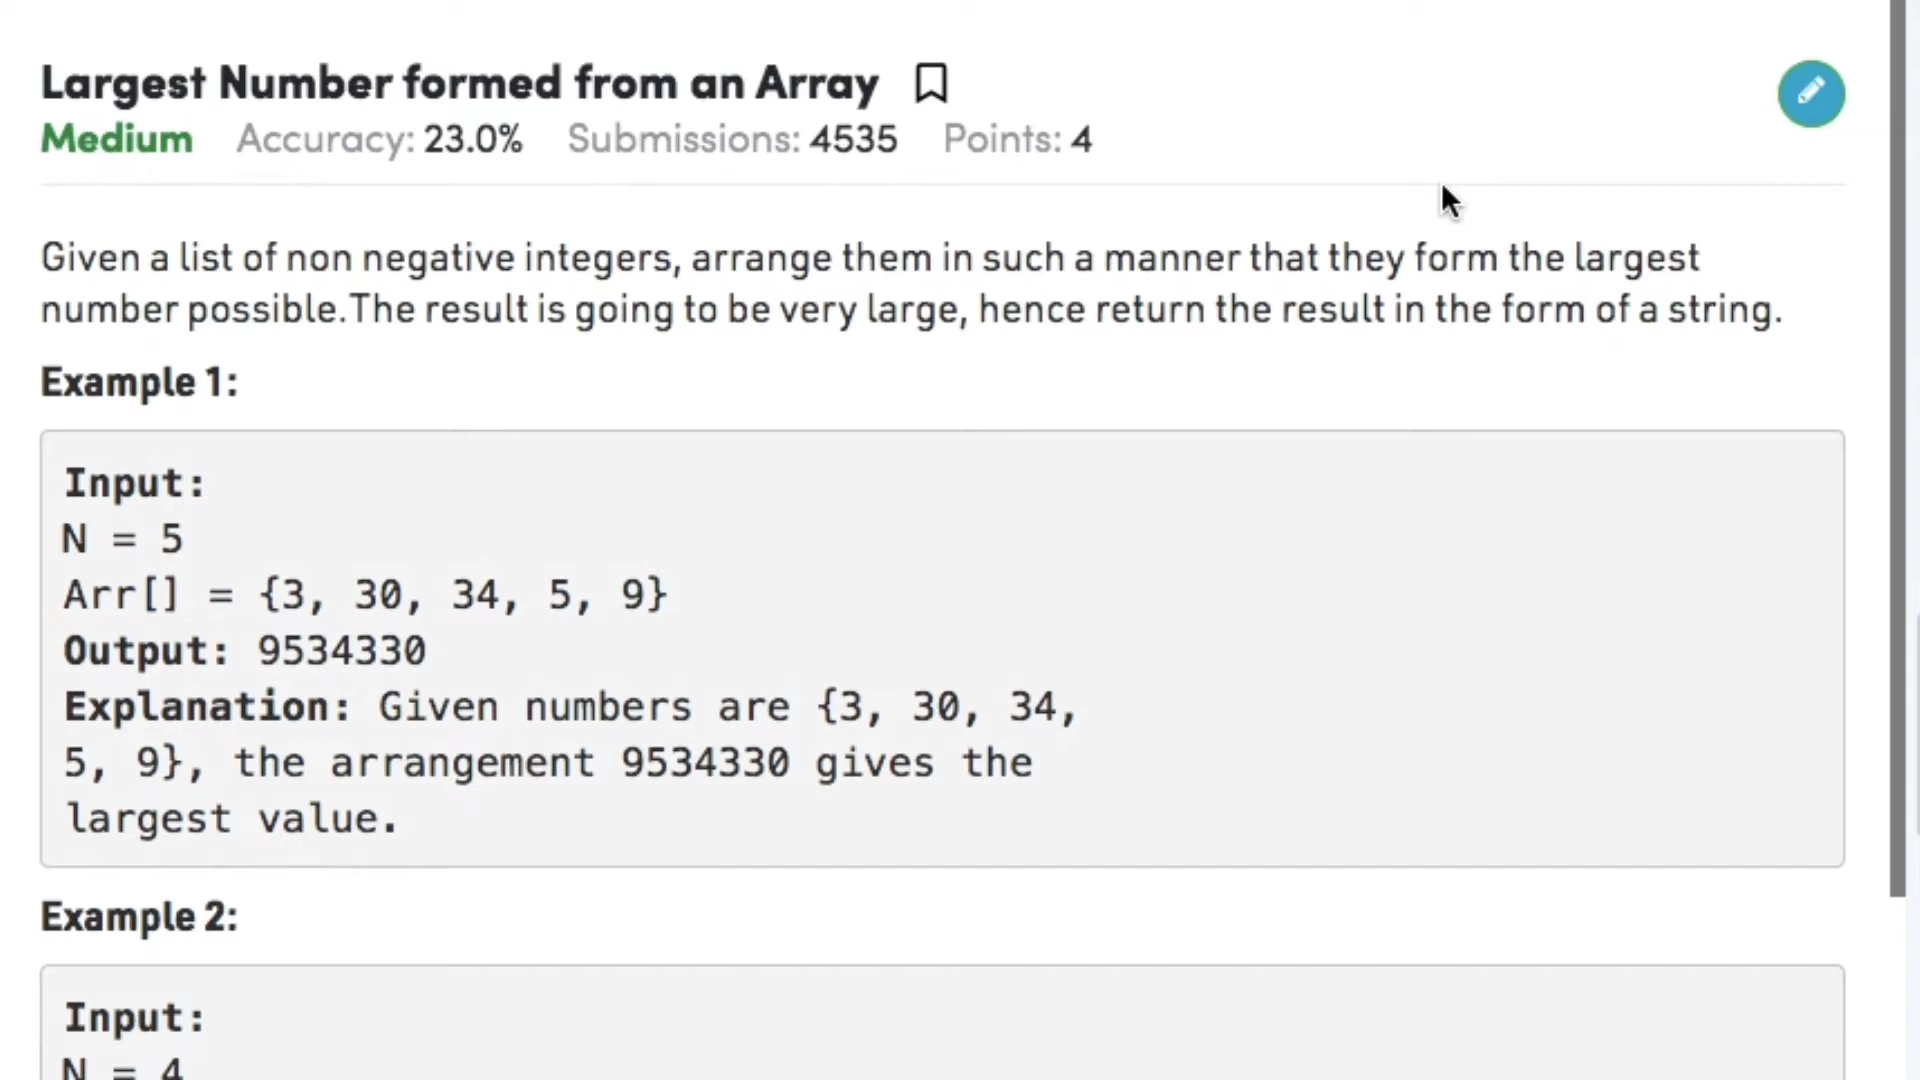 Largest Number formed from an Array
Medium Accuracy: 23.0% Submissions: 4535 Points: 4
Given a list of non negative integers, arrange them in such a manner that they form the largest
number possible.The result is going to be very large, hence return the result in the form of a string.
Example 1:
Input:
N = 5
Arr[] = {3, 30, 34, 5, 9}
Output: 9534330
Explanation: Given numbers are {3, 30, 34,
5, 9}, the arrangement 9534330 gives the
largest value.
Example 2:
Input:
N = 4